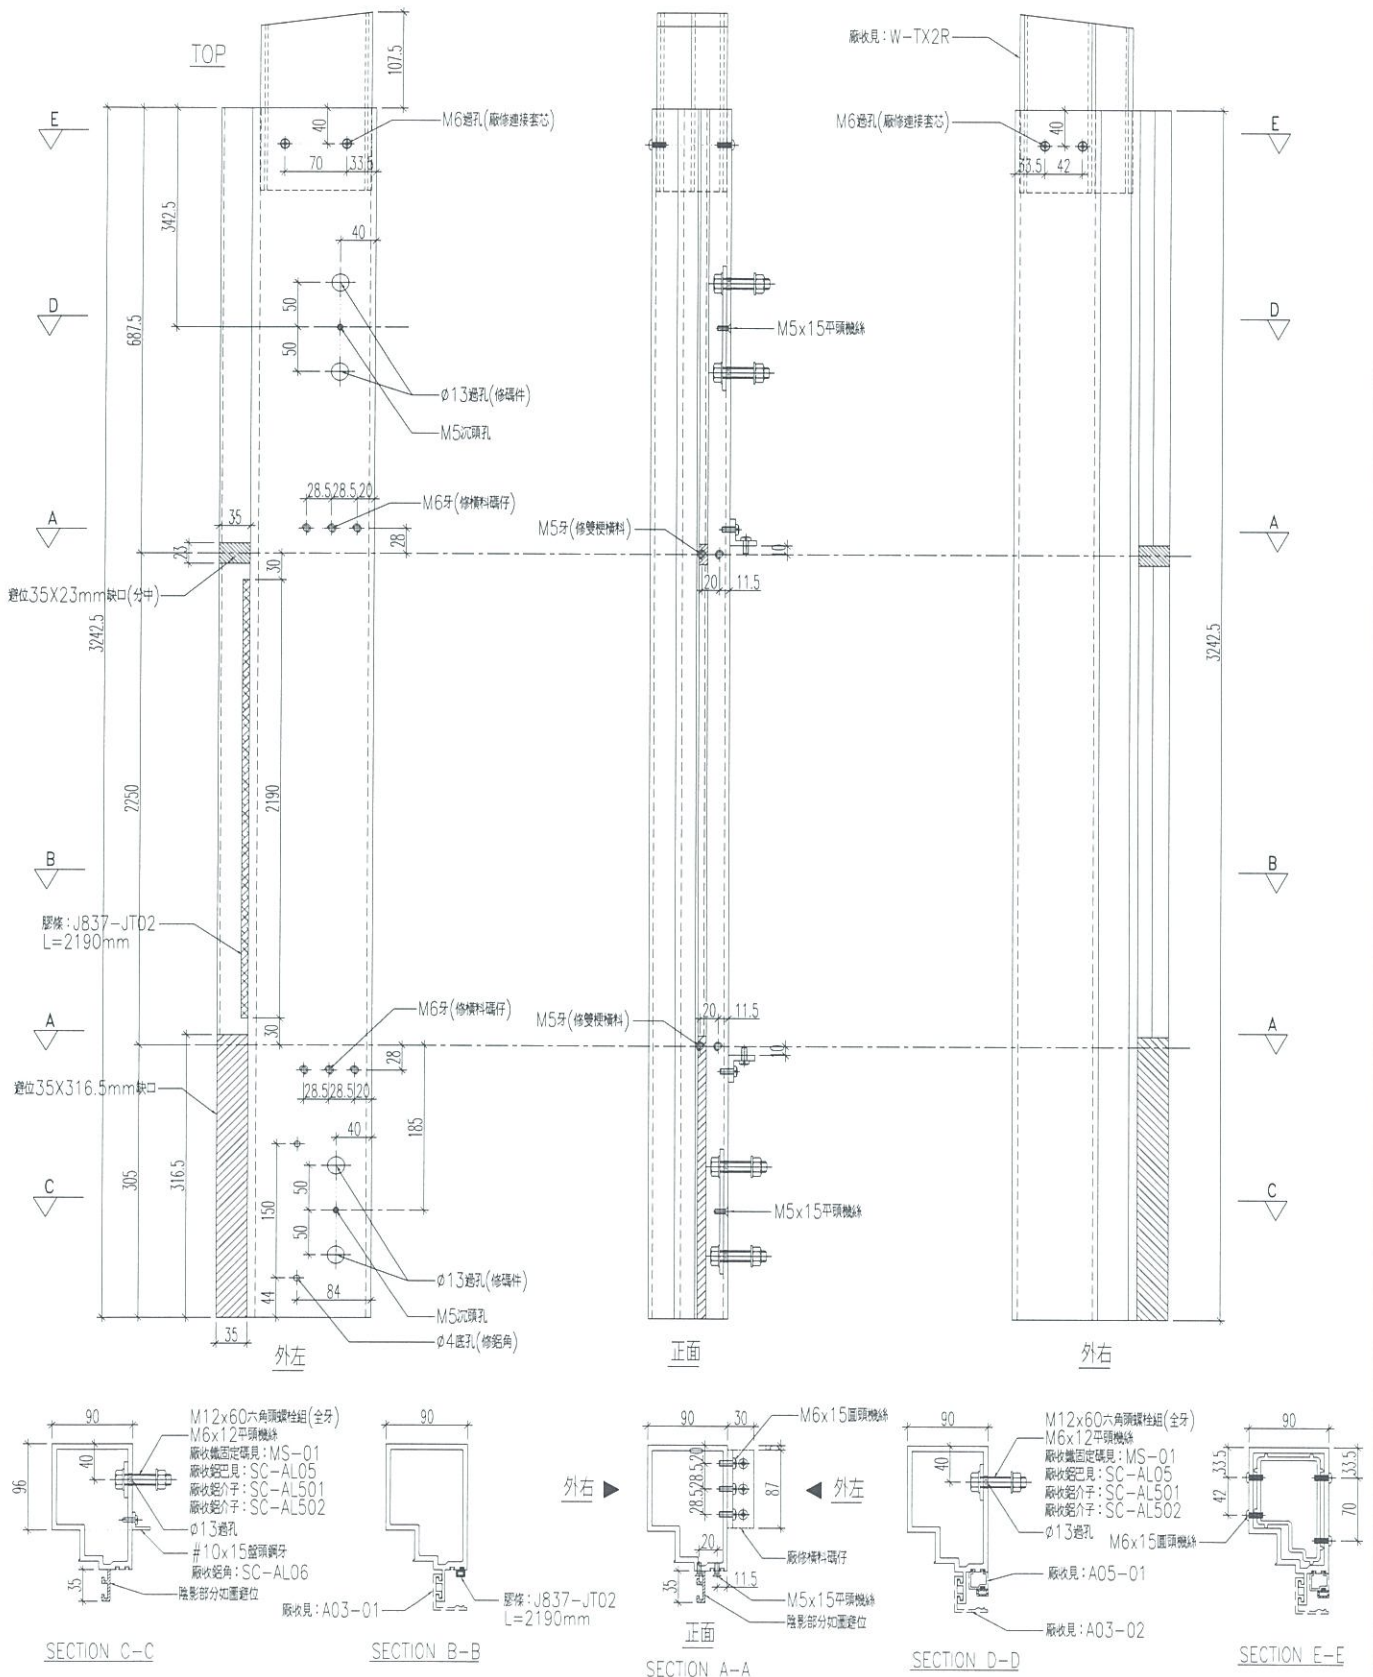 TOP
107.5
廠收見：W-TX2R
E
M6過孔(廠修連接套芯)
40
70
33.5
M6過孔(廠修連接套芯)
40
33.5
42
E
342.5
40
50
50
D
687.5
M5x15平頭機絲
D
Ø13過孔(修碼件)
M5沉頭孔
28.5
28.5
20
M6牙(修橫料碼仔)
A
35
23
28
30
M5牙(修雙梗橫料)
10
20
11.5
A
避位35X23mm缺口(分中)
3242.5
3242.5
2250
2190
B
B
膠條：J837-JT02
L=2190mm
A
30
M6牙(修橫料碼仔)
28
M5牙(修雙梗橫料)
20
11.5
10
A
避位35X316.5mm缺口
28.5
28.5
20
40
185
305
316.5
150
50
50
C
M5x15平頭機絲
C
44
84
Ø13過孔(修碼件)
M5沉頭孔
Ø4底孔(修鋁角)
35
外左
正面
外右
90
96
40
35
M12x60六角頭螺栓組(全牙)
M6x12平頭機絲
廠收鐵固定碼見：MS-01
廠收鋁巴見：SC-AL05
廠收鋁介子：SC-AL501
廠收鋁介子：SC-AL502
Ø13過孔
#10x15盤頭鋼牙
廠收鋁角：SC-AL06
陰影部分如圖避位
SECTION C-C
90
廠收見：A03-01
膠條：J837-JT02
L=2190mm
SECTION B-B
外右
90
30
M6x15圓頭機絲
28.5
28.5
20
87
外左
20
廠修橫料碼仔
35
11.5
M5x15平頭機絲
陰影部分如圖避位
正面
SECTION A-A
90
40
M12x60六角頭螺栓組(全牙)
M6x12平頭機絲
廠收鐵固定碼見：MS-01
廠收鋁巴見：SC-AL05
廠收鋁介子：SC-AL501
廠收鋁介子：SC-AL502
Ø13過孔
廠收見：A05-01
廠收見：A03-02
SECTION D-D
90
33.5
42
33.5
70
M6x15圓頭機絲
SECTION E-E